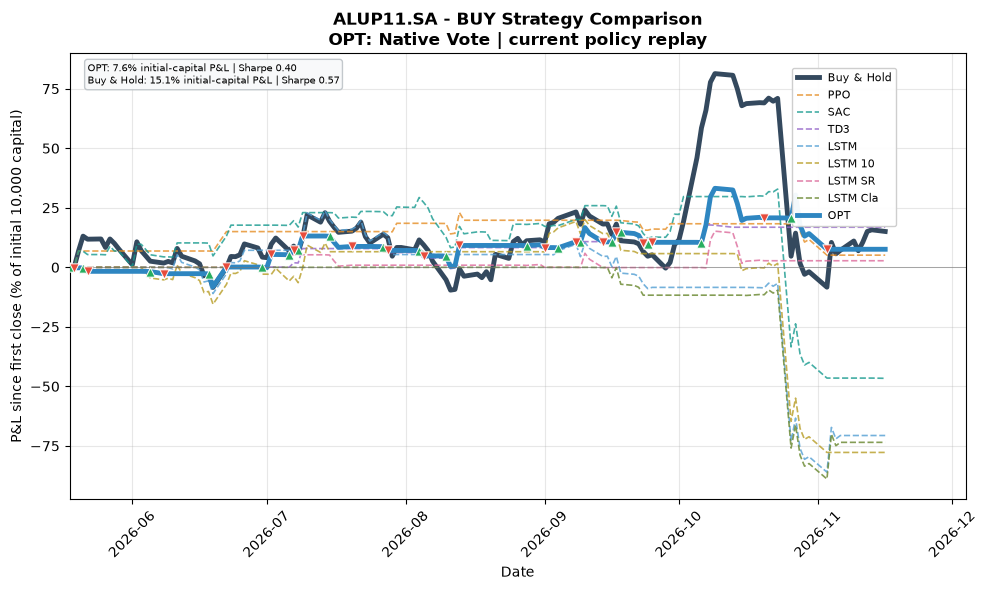 ALUP11.SA - BUY Strategy Comparison
OPT: Native Vote | current policy replay
OPT: 7.6% initial-capital P&L | Sharpe 0.40
Buy & Hold: 15.1% initial-capital P&L | Sharpe 0.57
Buy & Hold
PPO
SAC
TD3
LSTM
LSTM 10
LSTM SR
LSTM Cla
OPT
P&L since first close (% of initial 10,000 capital)
75
50
25
0
−25
−50
−75
2026-06
2026-07
2026-08
2026-09
2026-10
2026-11
2026-12
Date